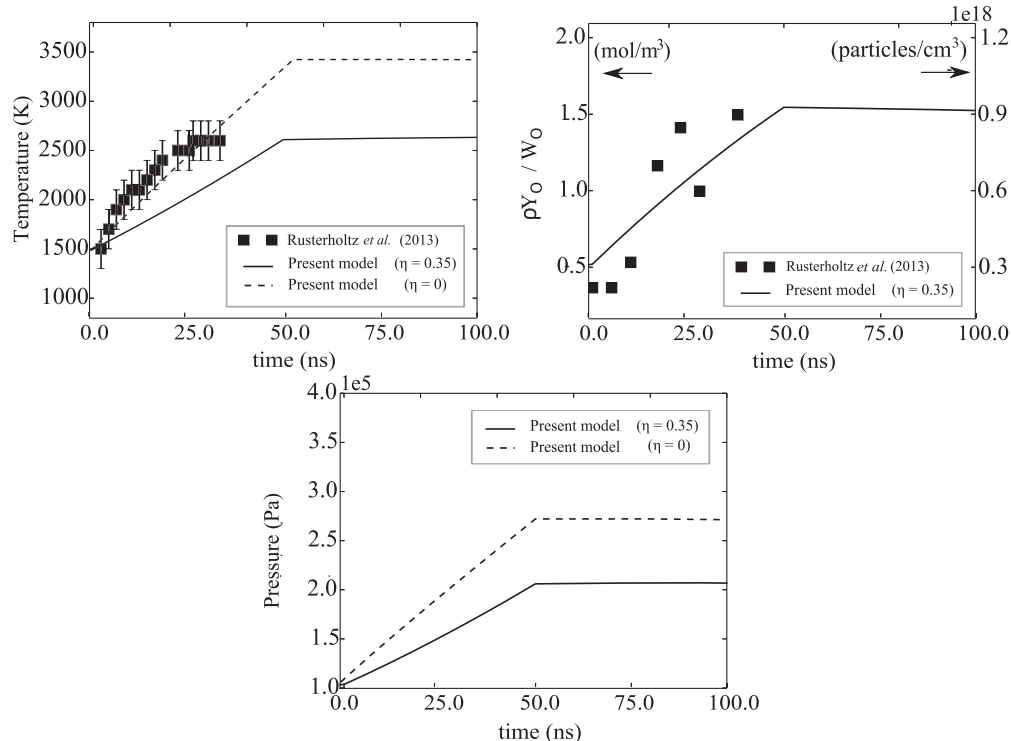 3500
3000
2500
2000
1500
1000
Temperature (K)
Rusterholtz et al. (2013)
Present model (η = 0.35)
Present model (η = 0)
0.0 25.0 50.0 75.0 100.0
time (ns)
1e18
2.0
1.5
1.0
0.5
ρY_O / W_O
(mol/m³)
(particles/cm³)
1.2
0.9
0.6
0.3
Rusterholtz et al. (2013)
Present model (η = 0.35)
0.0 25.0 50.0 75.0 100.0
time (ns)
1e5
4.0
3.5
3.0
2.5
2.0
1.5
1.0
Pressure (Pa)
Present model (η = 0.35)
Present model (η = 0)
0.0 25.0 50.0 75.0 100.0
time (ns)